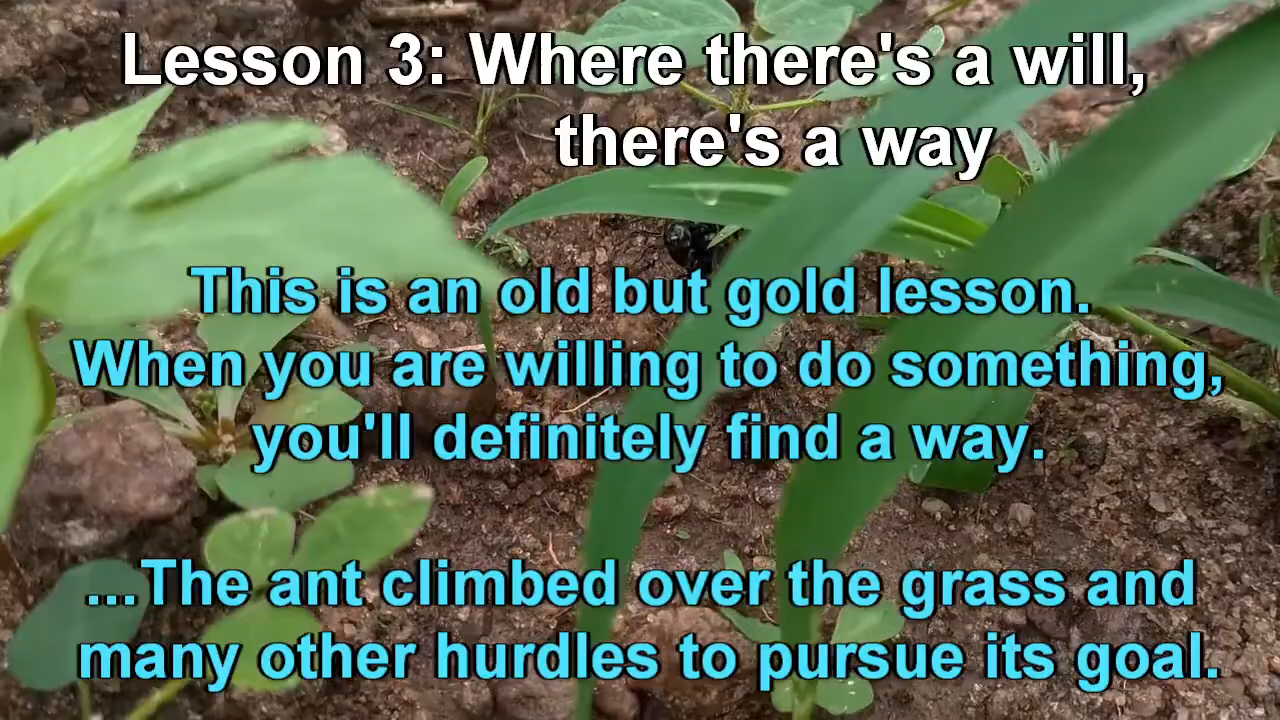 Lesson 3: Where there's a will,
there's a way
This is an old but gold lesson.
When you are willing to do something,
you'll definitely find a way.
...The ant climbed over the grass and
many other hurdles to pursue its goal.